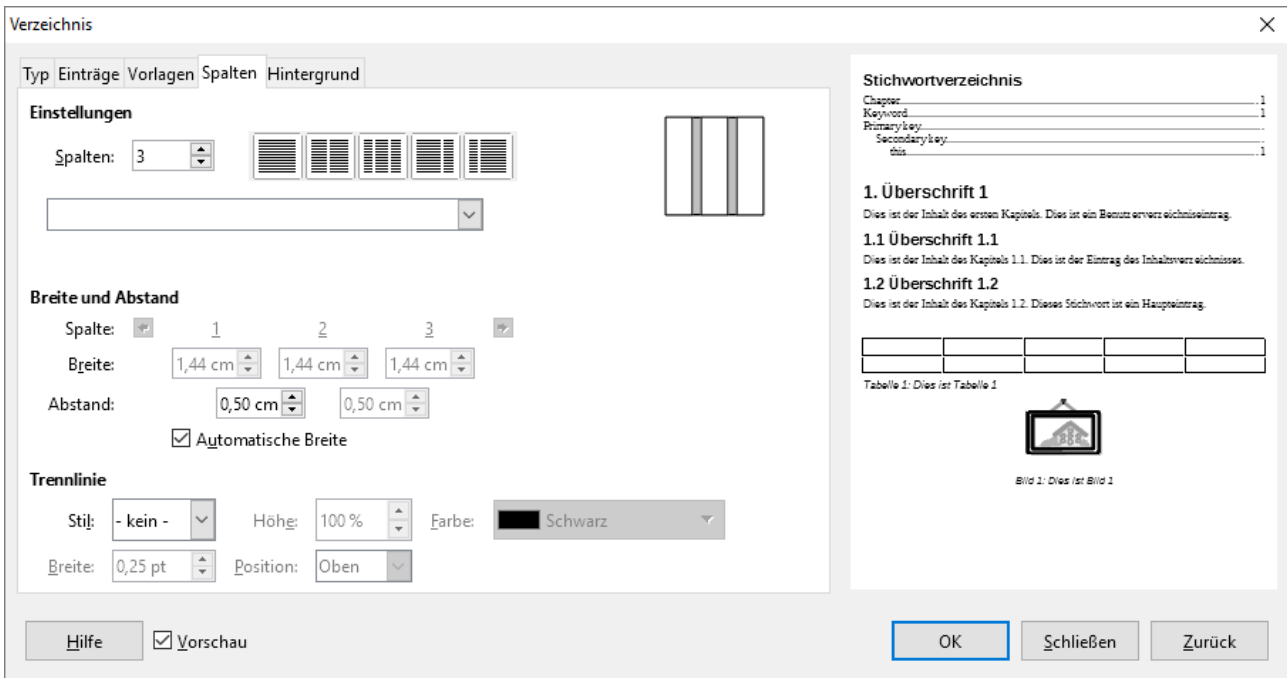 Verzeichnis
Typ Einträge Vorlagen Spalten Hintergrund
Einstellungen
Spalten: 3
Breite und Abstand
Spalte: 1 2 3
Breite: 1,44 cm 1,44 cm 1,44 cm
Abstand: 0,50 cm 0,50 cm
Automatische Breite
Trennlinie
Stil: - kein - Höhe: 100 % Farbe: Schwarz
Breite: 0,25 pt Position: Oben
Stichwortverzeichnis
Chapter 1
Keyword 1
Primary key
Secondary key
this 1
1. Überschrift 1
Dies ist der Inhalt des ersten Kapitels. Dies ist ein Benutzerverzeichniseintrag.
1.1 Überschrift 1.1
Dies ist der Inhalt des Kapitels 1.1. Dies ist der Eintrag des Inhaltsverzeichnisses.
1.2 Überschrift 1.2
Dies ist der Inhalt des Kapitels 1.2. Dieses Stichwort ist ein Haupteintrag.
Tabelle 1: Dies ist Tabelle 1
Bild 1: Dies ist Bild 1
Hilfe Vorschau OK Schließen Zurück